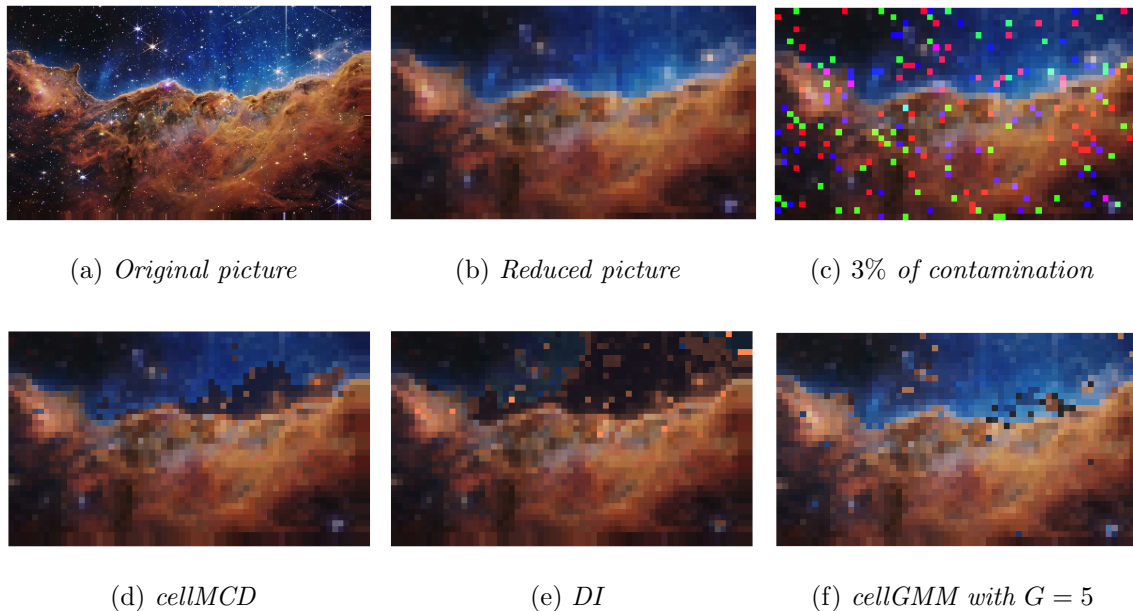 (a) Original picture
(b) Reduced picture
(c) 3% of contamination
(d) cellMCD
(e) DI
(f) cellGMM with G = 5